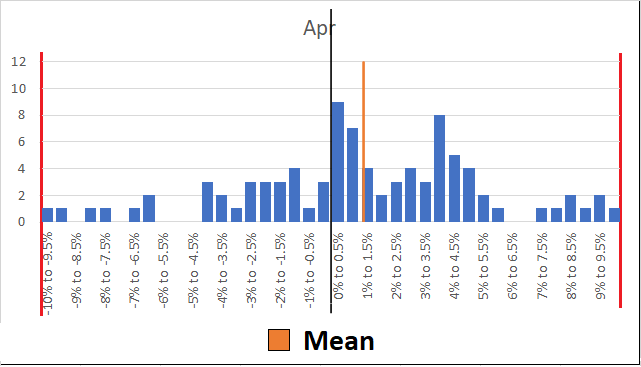 Apr
12
10
8
6
4
2
0
-10% to -9.5%
-9% to -8.5%
-8% to -7.5%
-7% to -6.5%
-6% to -5.5%
-5% to -4.5%
-4% to -3.5%
-3% to -2.5%
-2% to -1.5%
-1% to -0.5%
0% to 0.5%
1% to 1.5%
2% to 2.5%
3% to 3.5%
4% to 4.5%
5% to 5.5%
6% to 6.5%
7% to 7.5%
8% to 8.5%
9% to 9.5%
Mean